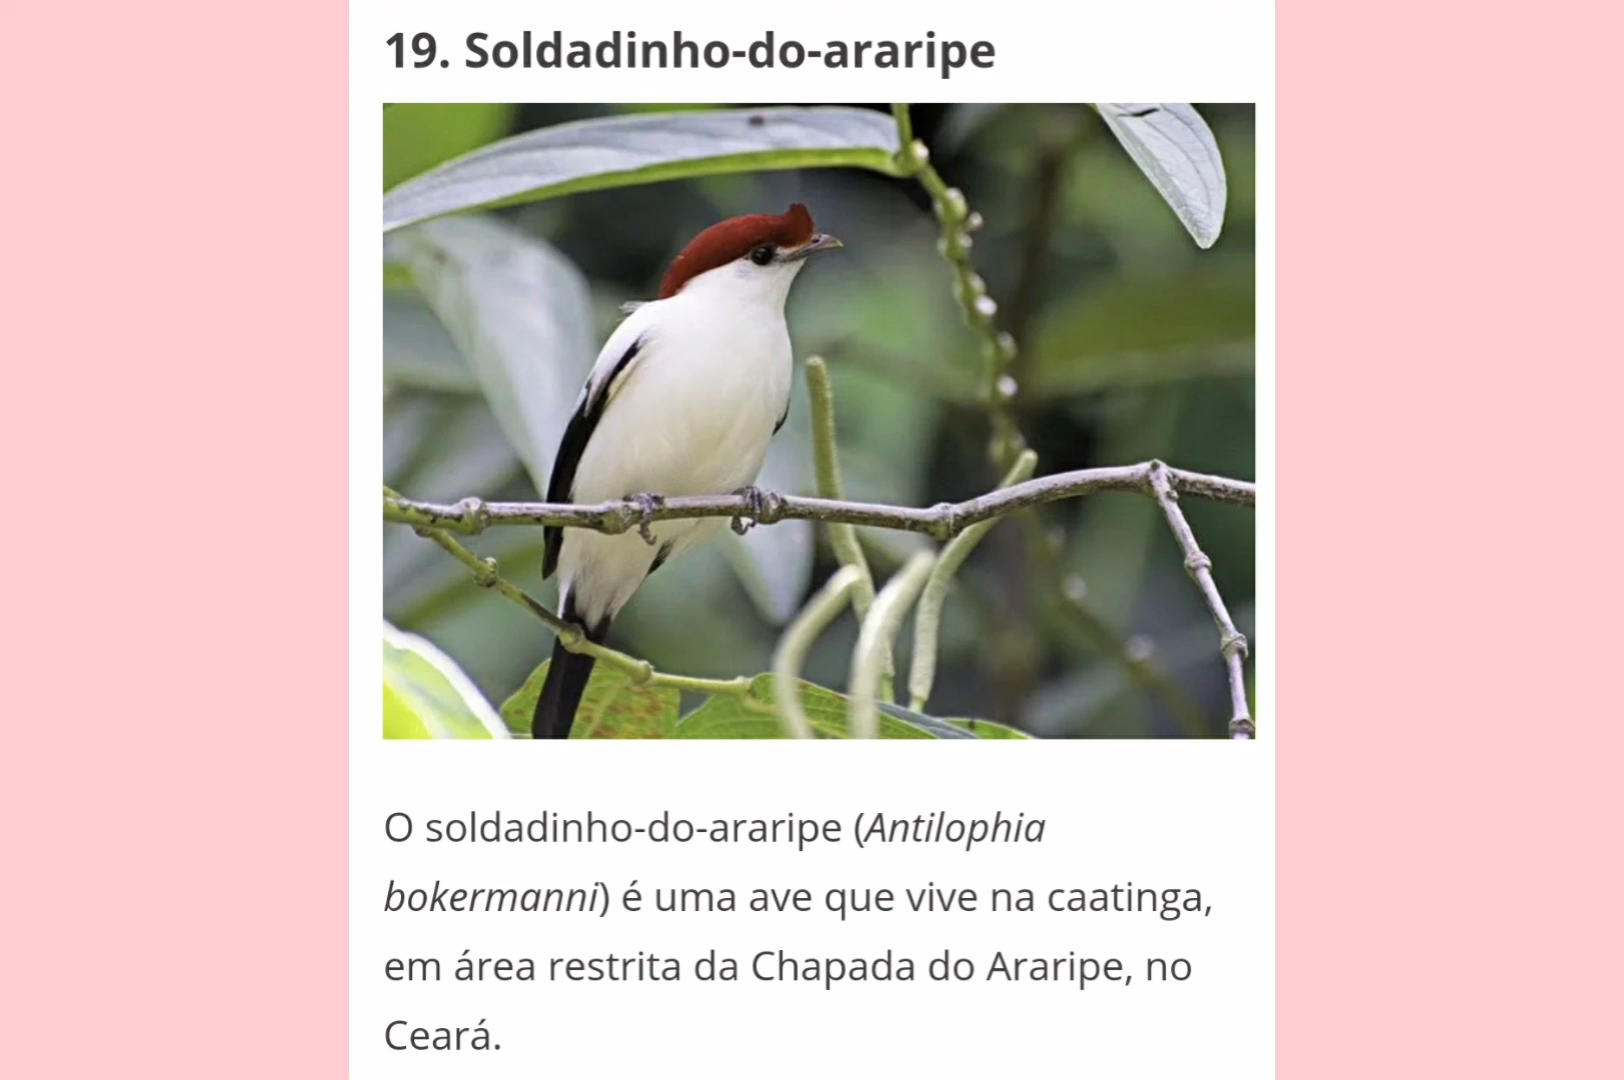 19. Soldadinho-do-araripe
O soldadinho-do-araripe (Antilophia
bokermanni) é uma ave que vive na caatinga,
em área restrita da Chapada do Araripe, no
Ceará.